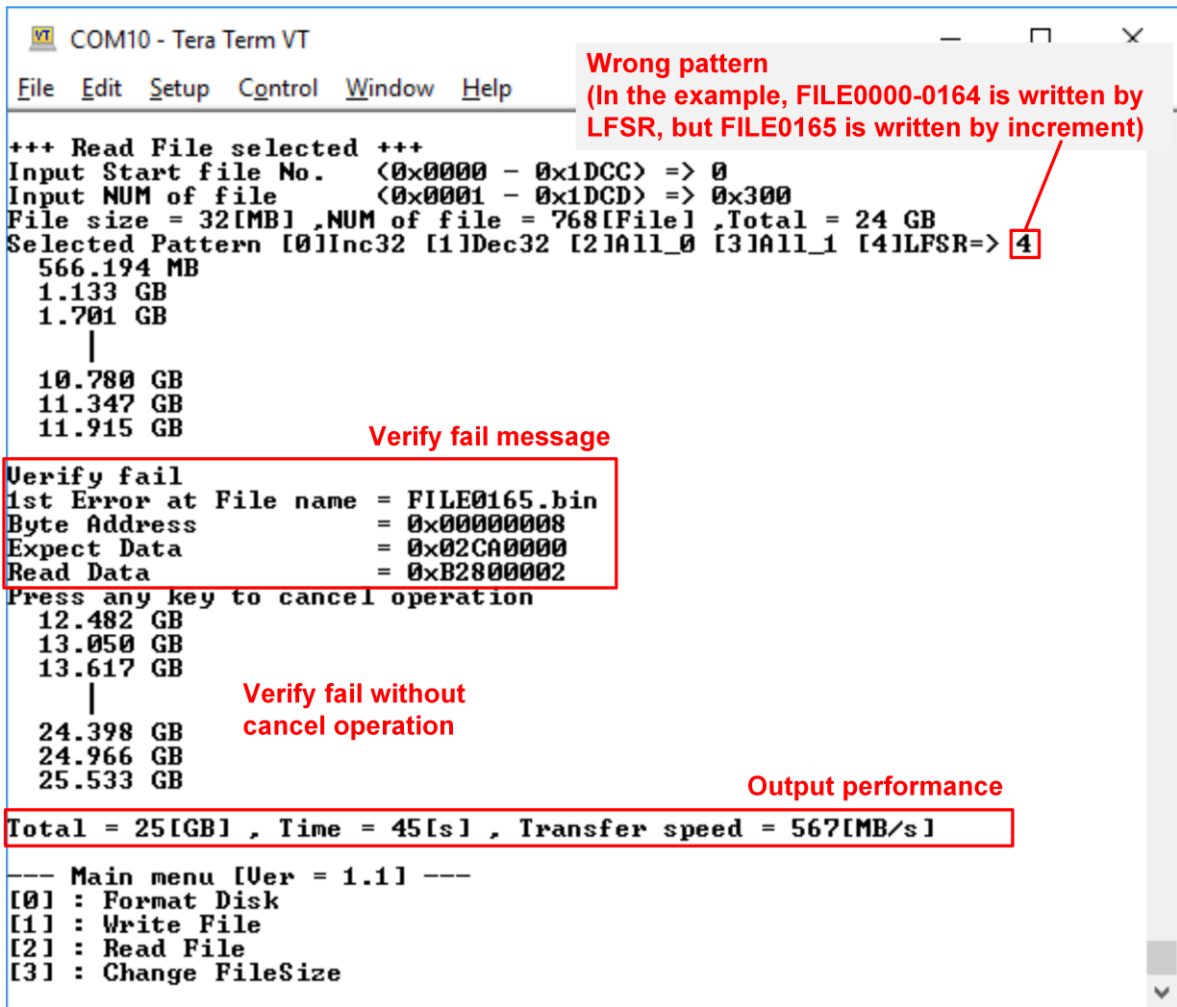 COM10 - Tera Term VT
File Edit Setup Control Window Help
Wrong pattern
(In the example, FILE0000-0164 is written by
LFSR, but FILE0165 is written by increment)
+++ Read File selected +++
Input Start file No. (0x0000 - 0x1DCC) => 0
Input NUM of file (0x0001 - 0x1DCD) => 0x300
File size = 32[MB] ,NUM of file = 768[File] ,Total = 24 GB
Selected Pattern [0]Inc32 [1]Dec32 [2]All_0 [3]All_1 [4]LFSR=> 4
566.194 MB
1.133 GB
1.701 GB
10.780 GB
11.347 GB
11.915 GB
Verify fail message
Verify fail
1st Error at File name = FILE0165.bin
Byte Address = 0x00000008
Expect Data = 0x02CA0000
Read Data = 0xB2800002
Press any key to cancel operation
12.482 GB
13.050 GB
13.617 GB
Verify fail without
cancel operation
24.398 GB
24.966 GB
25.533 GB
Output performance
Total = 25[GB] , Time = 45[s] , Transfer speed = 567[MB/s]
--- Main menu [Ver = 1.1] ---
[0] : Format Disk
[1] : Write File
[2] : Read File
[3] : Change FileSize